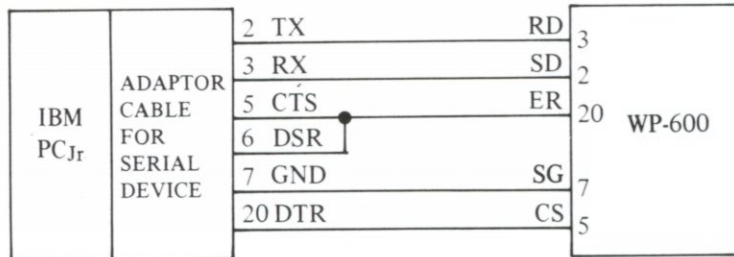 IBM
PCJr
ADAPTOR
CABLE
FOR
SERIAL
DEVICE
2 TX RD 3
3 RX SD 2
5 CTS ER 20
6 DSR
7 GND SG 7
20 DTR CS 5
WP-600